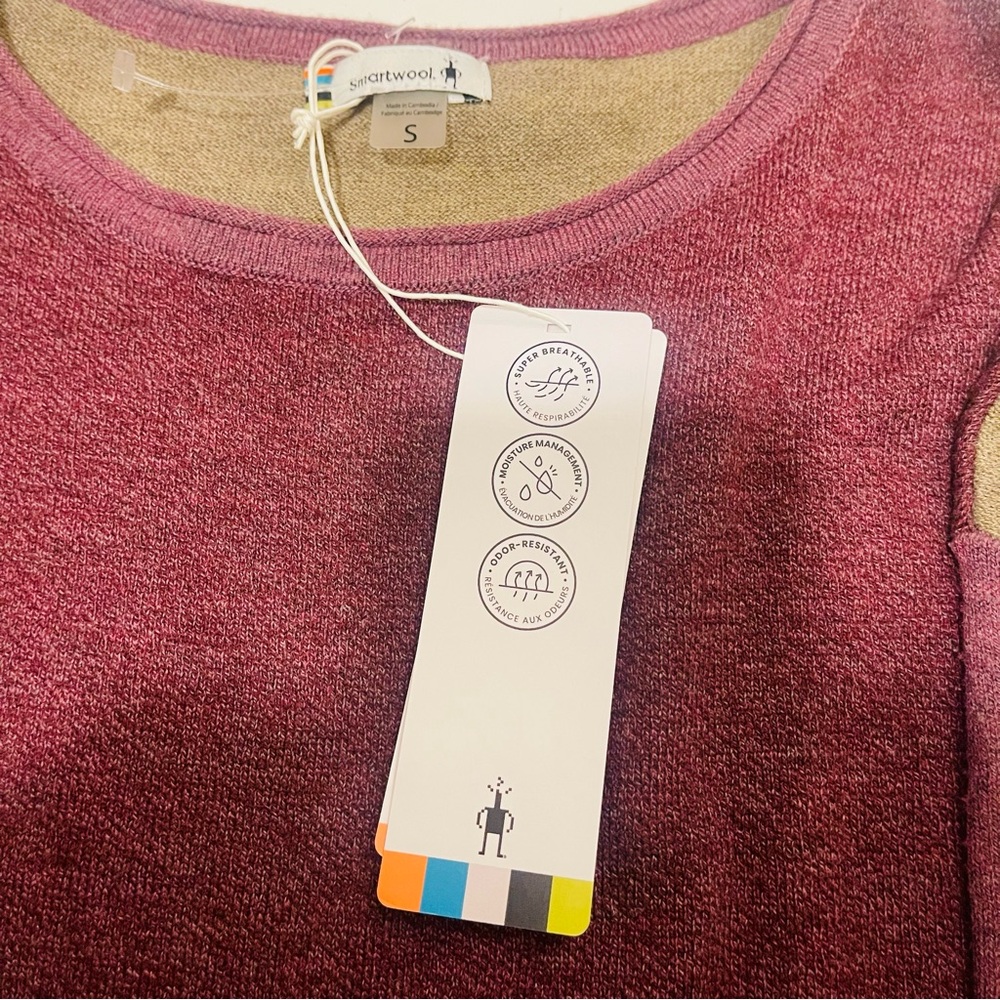 Smartwool.
Made in Cambodia /
Fabriqué au Cambodge
S
• SUPER BREATHABLE •
HAUTE RESPIRABILITÉ
• MOISTURE MANAGEMENT •
ÉVACUATION DE L'HUMIDITÉ
• ODOR-RESISTANT •
RÉSISTANCE AUX ODEURS